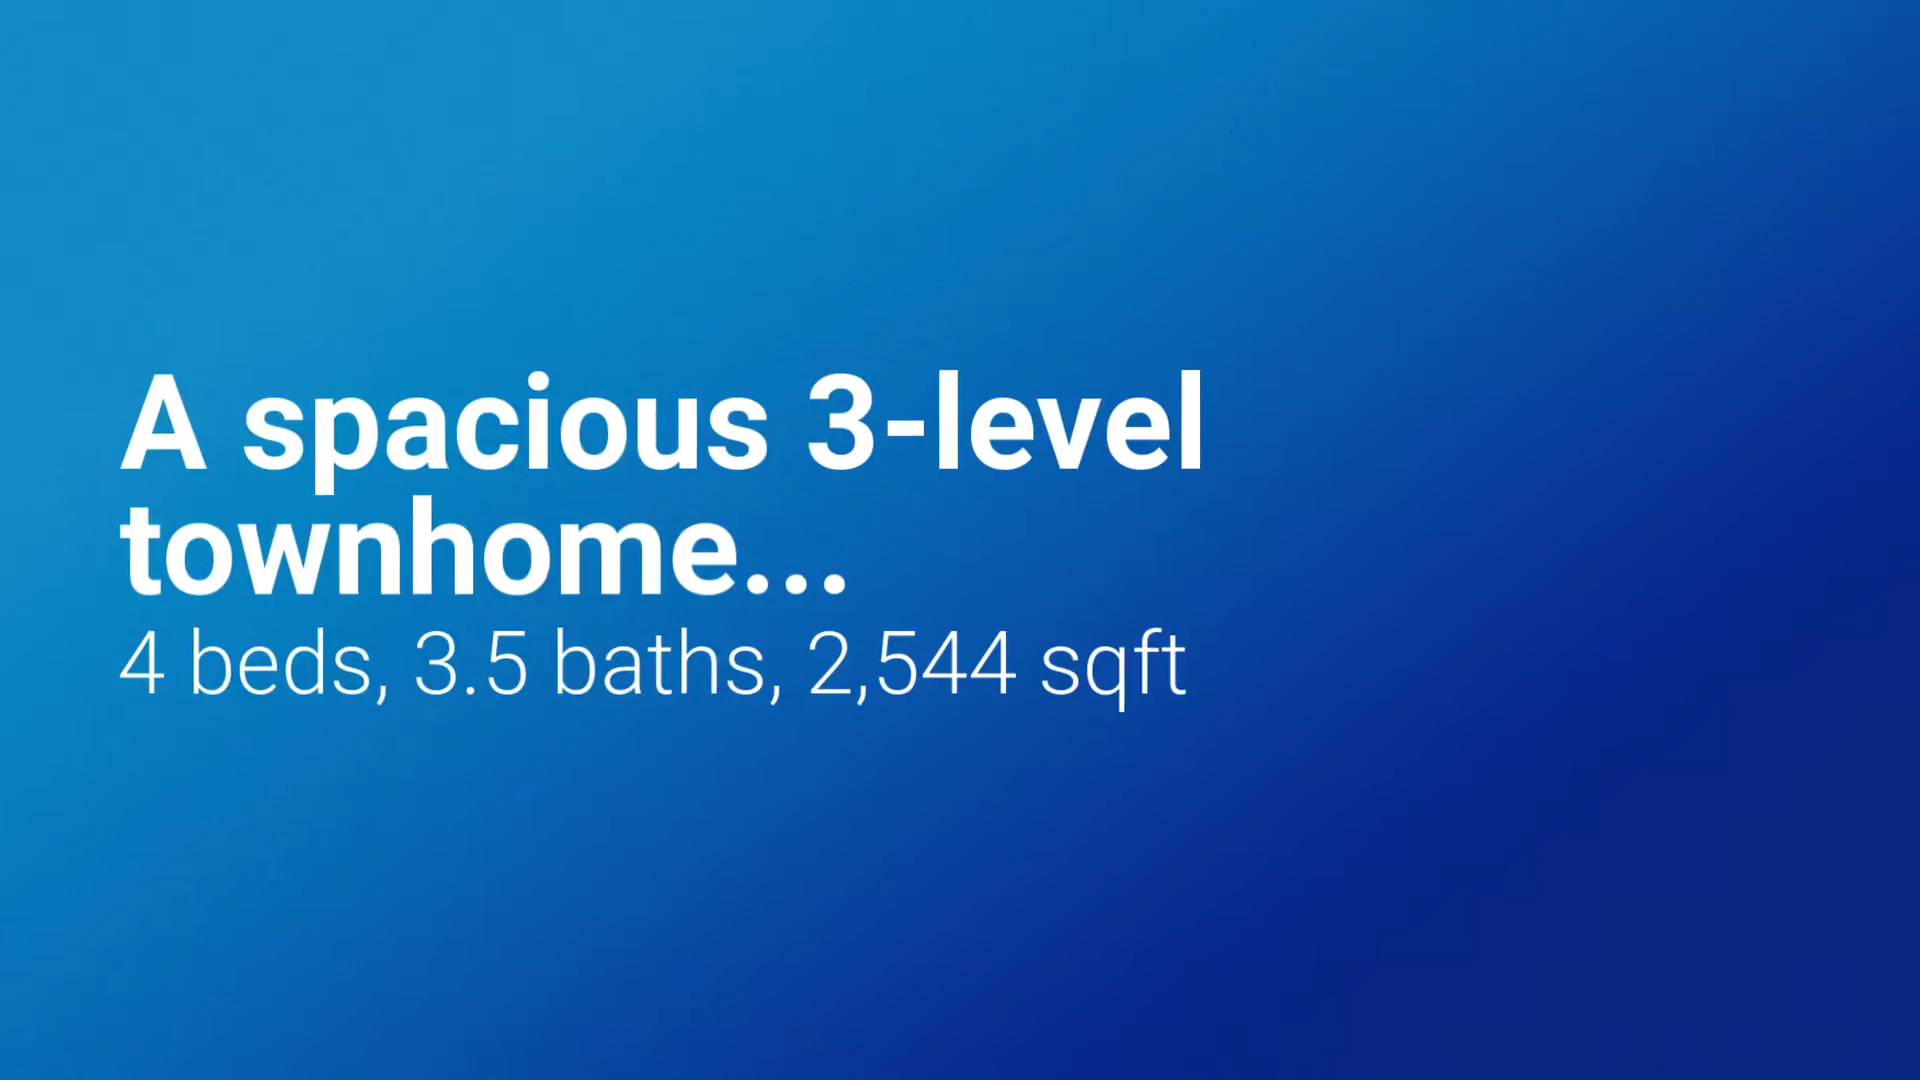 A spacious 3-level
townhome...
4 beds, 3.5 baths, 2,544 sqft